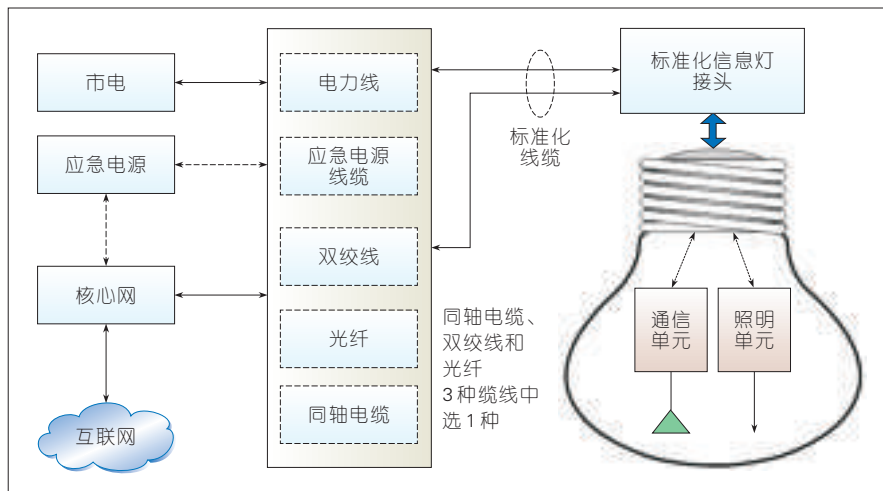 市电
应急电源
核心网
互联网
电力线
应急电源
线缆
双绞线
光纤
同轴电缆
标准化
线缆
同轴电缆、
双绞线和
光纤
3种缆线中
选1种
标准化信息灯
接头
通信
单元
照明
单元